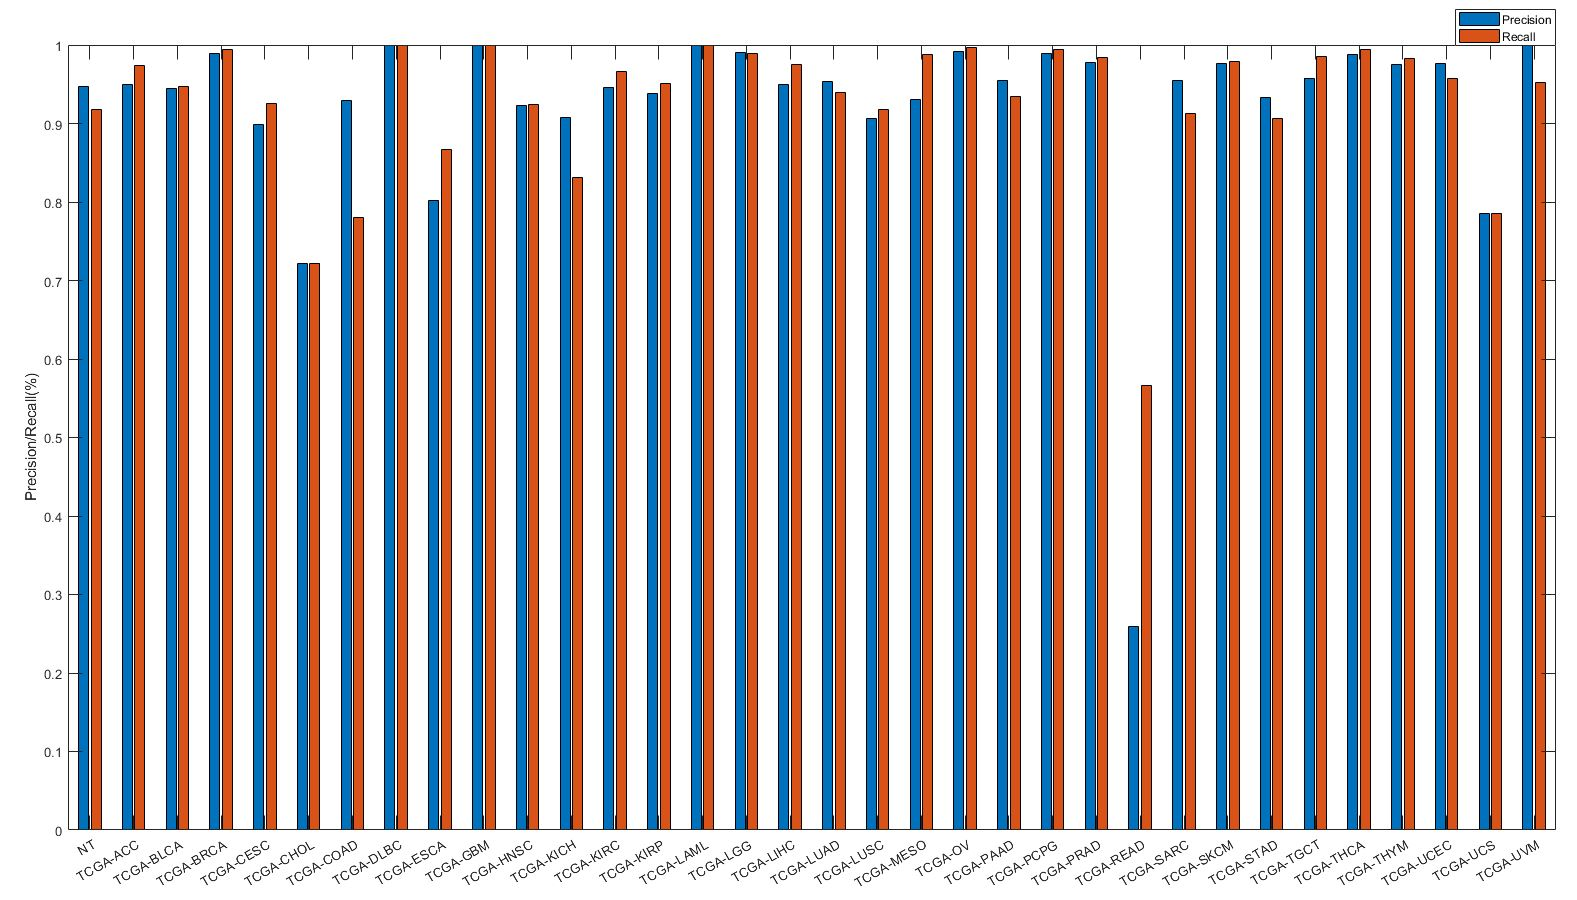 Precision
Recall
1
0.9
0.8
0.7
0.6
0.5
0.4
0.3
0.2
0.1
0
Precision/Recall(%)
NT
TCGA-ACC
TCGA-BLCA
TCGA-BRCA
TCGA-CESC
TCGA-CHOL
TCGA-COAD
TCGA-DLBC
TCGA-ESCA
TCGA-GBM
TCGA-HNSC
TCGA-KICH
TCGA-KIRC
TCGA-KIRP
TCGA-LAML
TCGA-LGG
TCGA-LIHC
TCGA-LUAD
TCGA-LUSC
TCGA-MESO
TCGA-OV
TCGA-PAAD
TCGA-PCPG
TCGA-PRAD
TCGA-READ
TCGA-SARC
TCGA-SKCM
TCGA-STAD
TCGA-TGCT
TCGA-THCA
TCGA-THYM
TCGA-UCEC
TCGA-UCS
TCGA-UVM